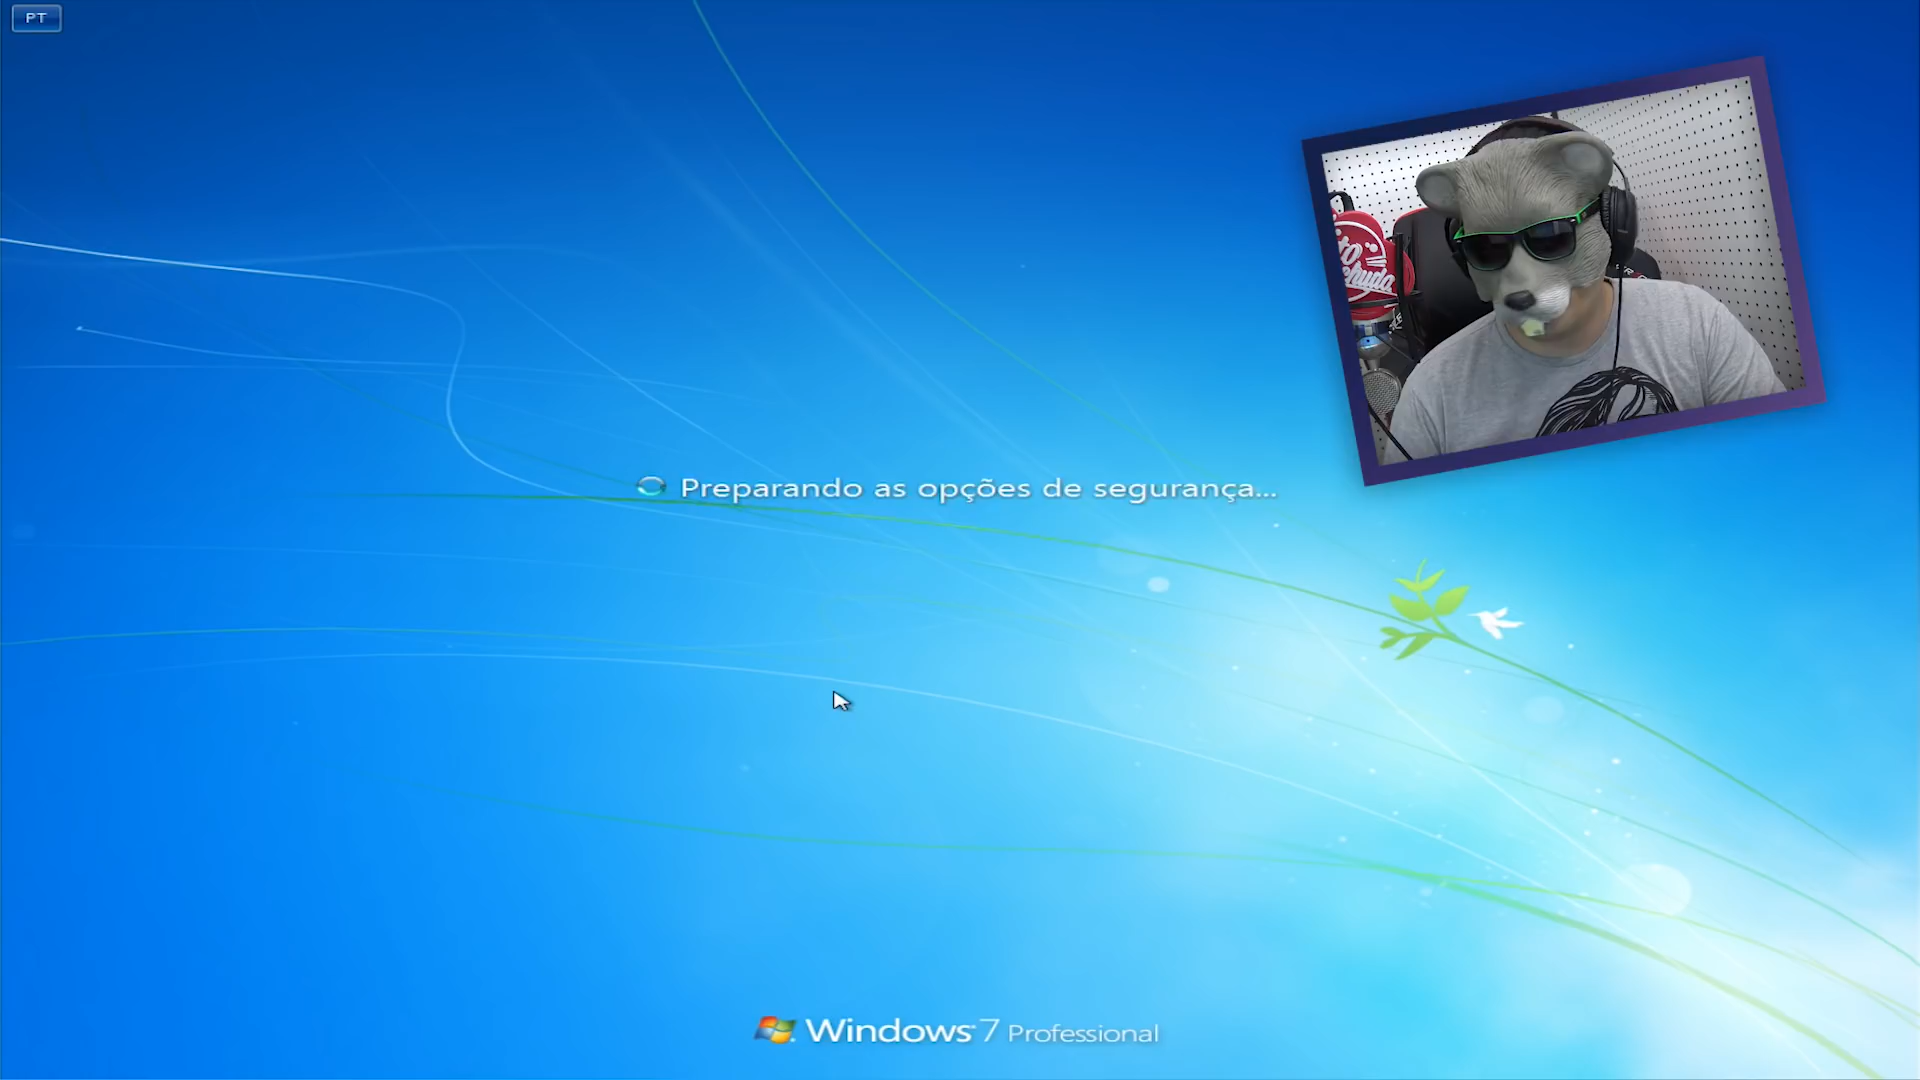 PT
Preparando as opções de segurança...
Windows 7 Professional